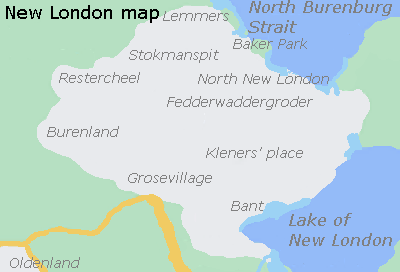 New London map
Lemmers
North Burenburg
Strait
Baker Park
Stokmanspit
Restercheel
North New London
Fedderwaddergroder
Burenland
Kleners' place
Grosevillage
Bant
Lake of
New London
Oldenland